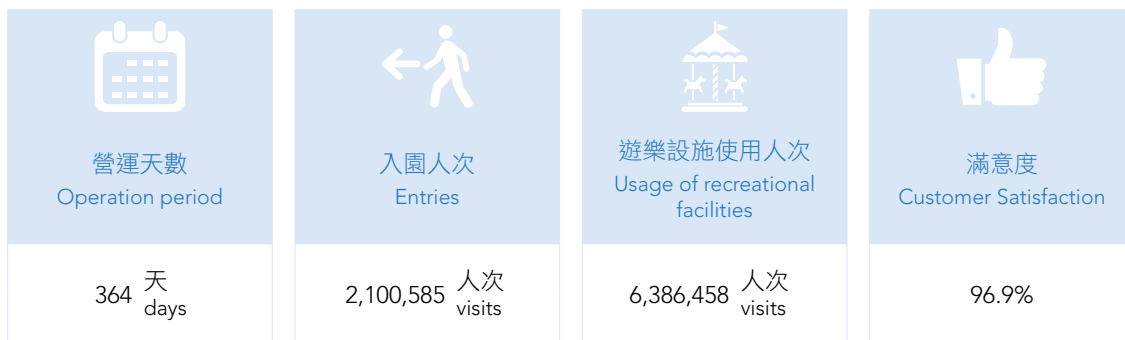 營運天數
Operation period
364 天
days
入園人次
Entries
2,100,585 人次
visits
遊樂設施使用人次
Usage of recreational
facilities
6,386,458 人次
visits
滿意度
Customer Satisfaction
96.9%